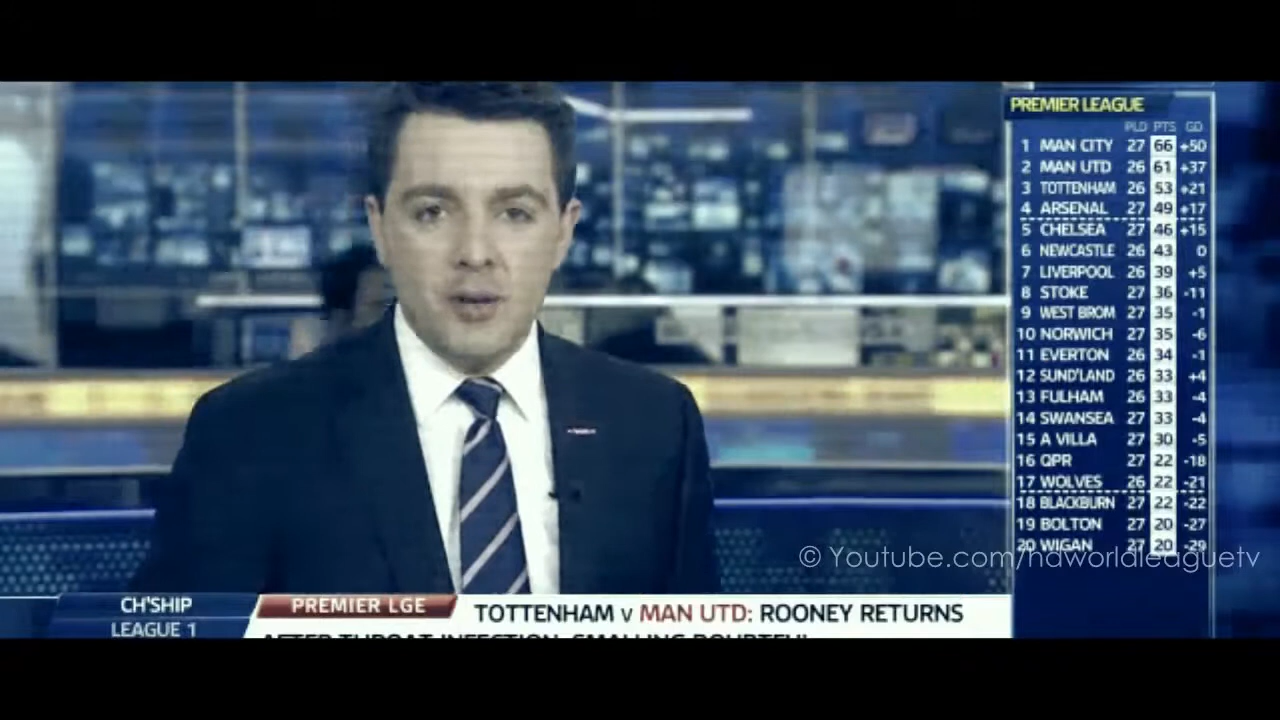 PREMIER LEAGUE
PLD PTS GD
1 MAN CITY 27 66 +50
2 MAN UTD 26 61 +37
3 TOTTENHAM 26 53 +21
4 ARSENAL 27 49 +17
5 CHELSEA 27 46 +15
6 NEWCASTLE 26 43 0
7 LIVERPOOL 26 39 +5
8 STOKE 27 36 -11
9 WEST BROM 27 35 -1
10 NORWICH 27 35 -6
11 EVERTON 26 34 -1
12 SUND'LAND 26 33 +4
13 FULHAM 26 33 -4
14 SWANSEA 27 33 -4
15 A VILLA 27 30 -5
16 QPR 27 22 -18
17 WOLVES 26 22 -21
18 BLACKBURN 27 22 -22
19 BOLTON 27 20 -27
20 WIGAN 27 20 -29
© Youtube.com/hdworldleaguetv
CH'SHIP
LEAGUE 1
PREMIER LGE
TOTTENHAM v MAN UTD: ROONEY RETURNS
AFTER THROAT INFECTION, SMALLING DOUBTFUL